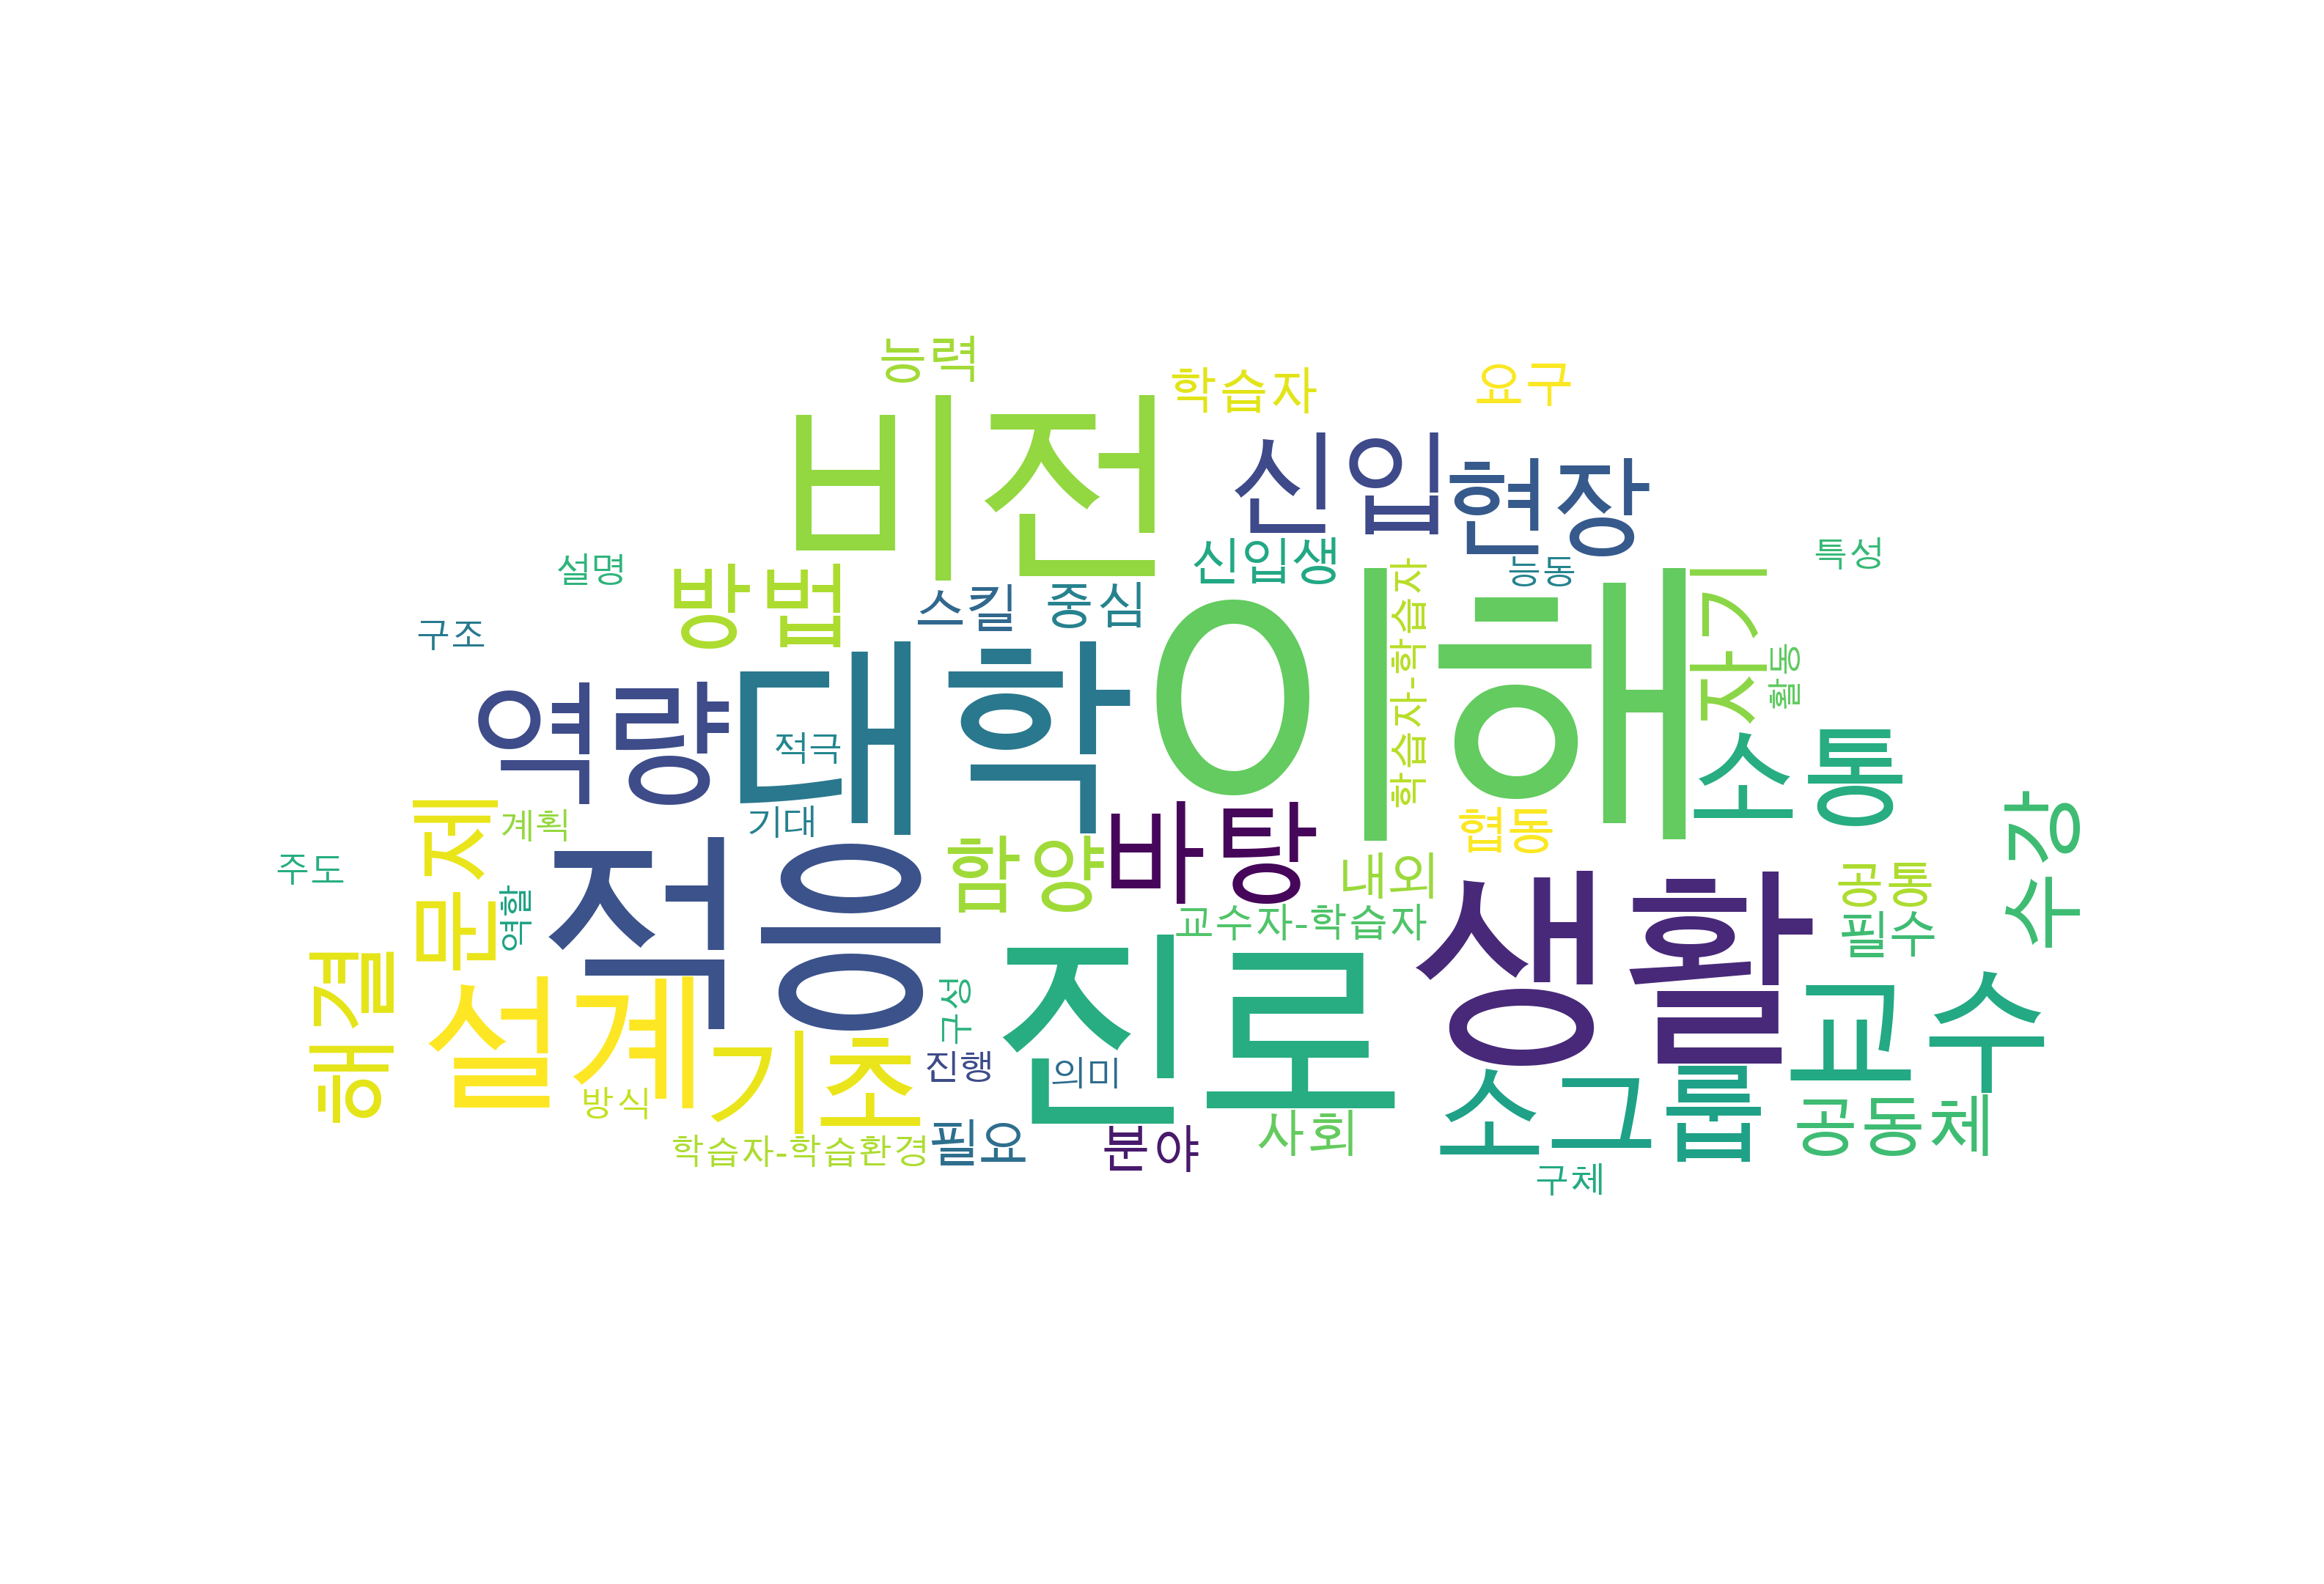 능력
학습자
요구
비전
신입
현장
신입생
설명
능동
특성
방법
스킬
중심
이해
학습자-학습자
자기
구조
대학
활동
역량
적극
소통
문제
계획
기대
협동
수강
주도
적응
함양
바탕
내외
생활
공통
유출
교수자-학습자
필수
해결
설계
구성
진로
교수
기초
진행
의미
방식
소그룹
공동체
학습자-학습환경
필요
분야
사회
구체